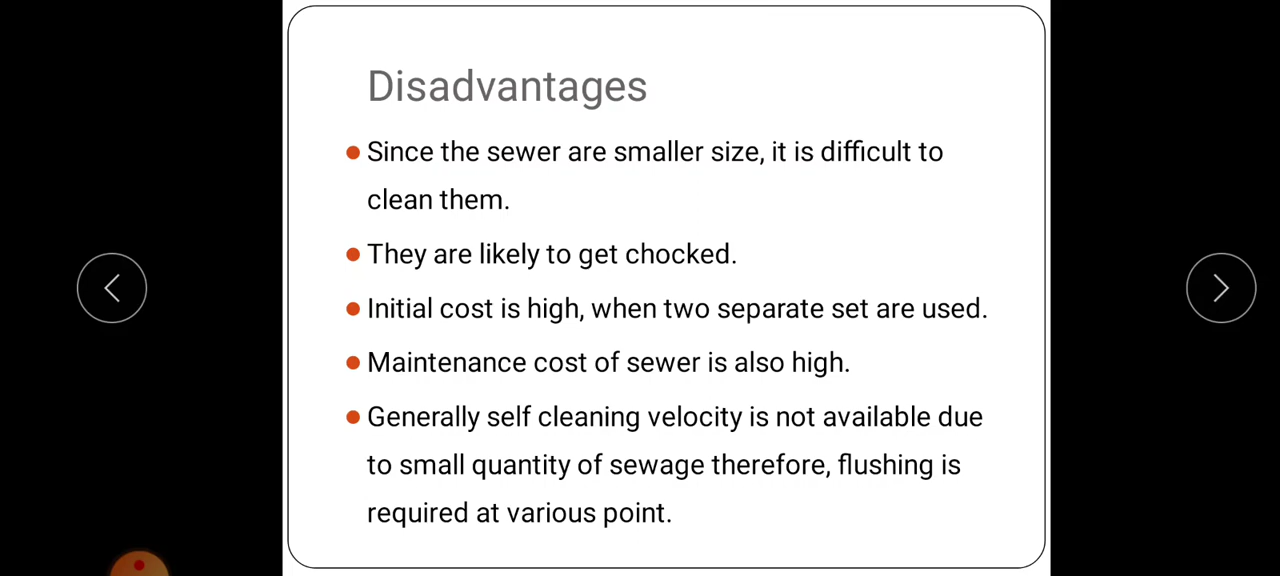 Disadvantages
Since the sewer are smaller size, it is difficult to
clean them.
They are likely to get chocked.
Initial cost is high, when two separate set are used.
Maintenance cost of sewer is also high.
Generally self cleaning velocity is not available due
to small quantity of sewage therefore, flushing is
required at various point.